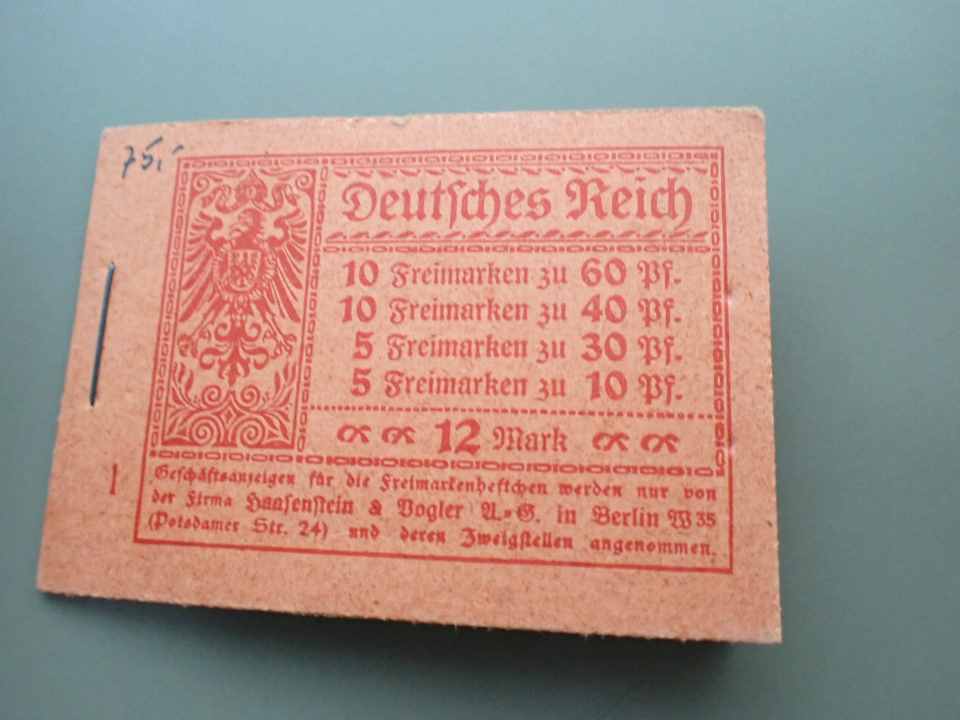 75,-
Deutsches Reich
10 Freimarken zu 60 Pf.
10 Freimarken zu 40 Pf.
5 Freimarken zu 30 Pf.
5 Freimarken zu 10 Pf.
12 Mark
1
Geschäftsanzeigen für die Freimarkenheftchen werden nur von
der Firma Haasenstein & Vogler A.=G. in Berlin W 35
(Potsdamer Str. 24) und deren Zweigstellen angenommen.